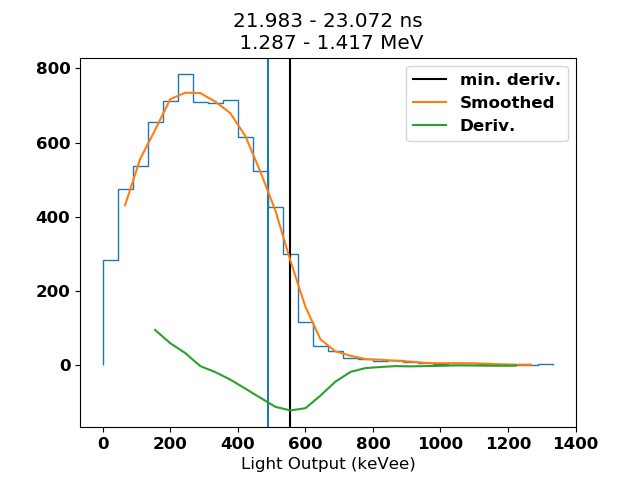 21.983 - 23.072 ns
1.287 - 1.417 MeV
800
600
400
200
0
min. deriv.
Smoothed
Deriv.
0 200 400 600 800 1000 1200 1400
Light Output (keVee)